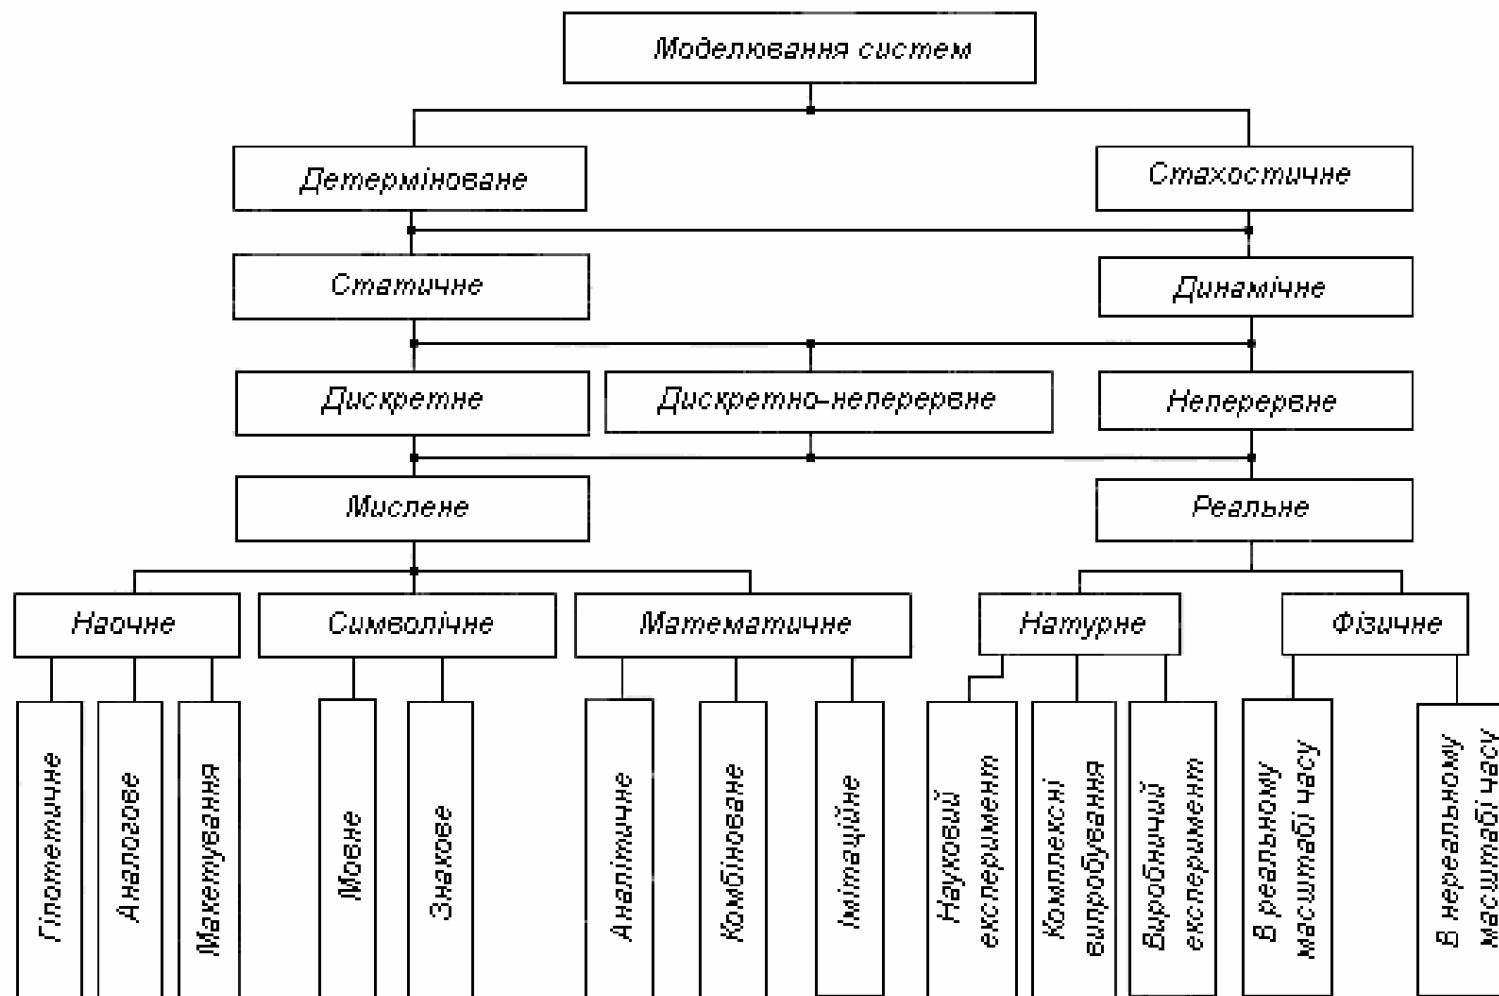 Моделювання систем
Детерміноване
Стахостичне
Статичне
Динамічне
Дискретне
Дискретно-неперервне
Неперервне
Мислене
Реальне
Наочне
Символічне
Математичне
Натурне
Фізичне
Гіпотетичне
Аналогове
Макетування
Мовне
Знакове
Аналітичне
Комбіноване
Імітаційне
Науковий
експеримент
Комплексні
випробування
Виробничий
експеримент
В реальному
масштабі часу
В нереальному
масштабі часу